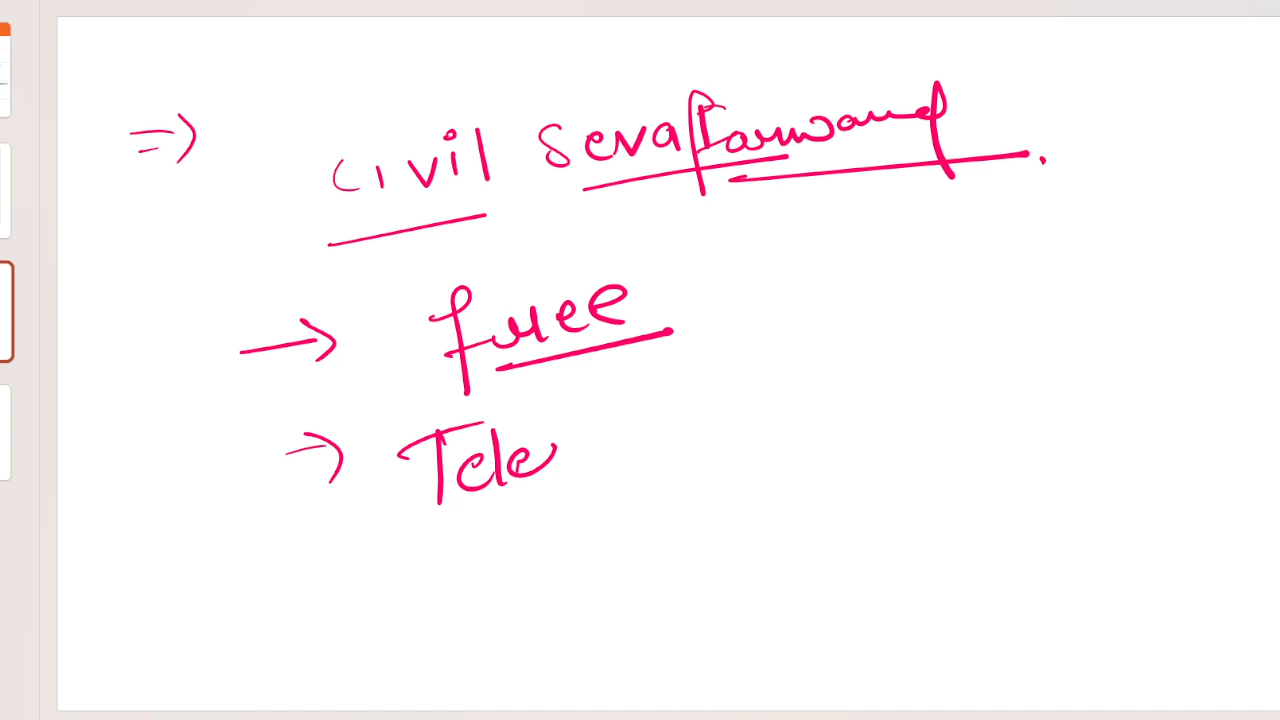 ⇒ civil sevaforward.
→ free
⇒ Tele